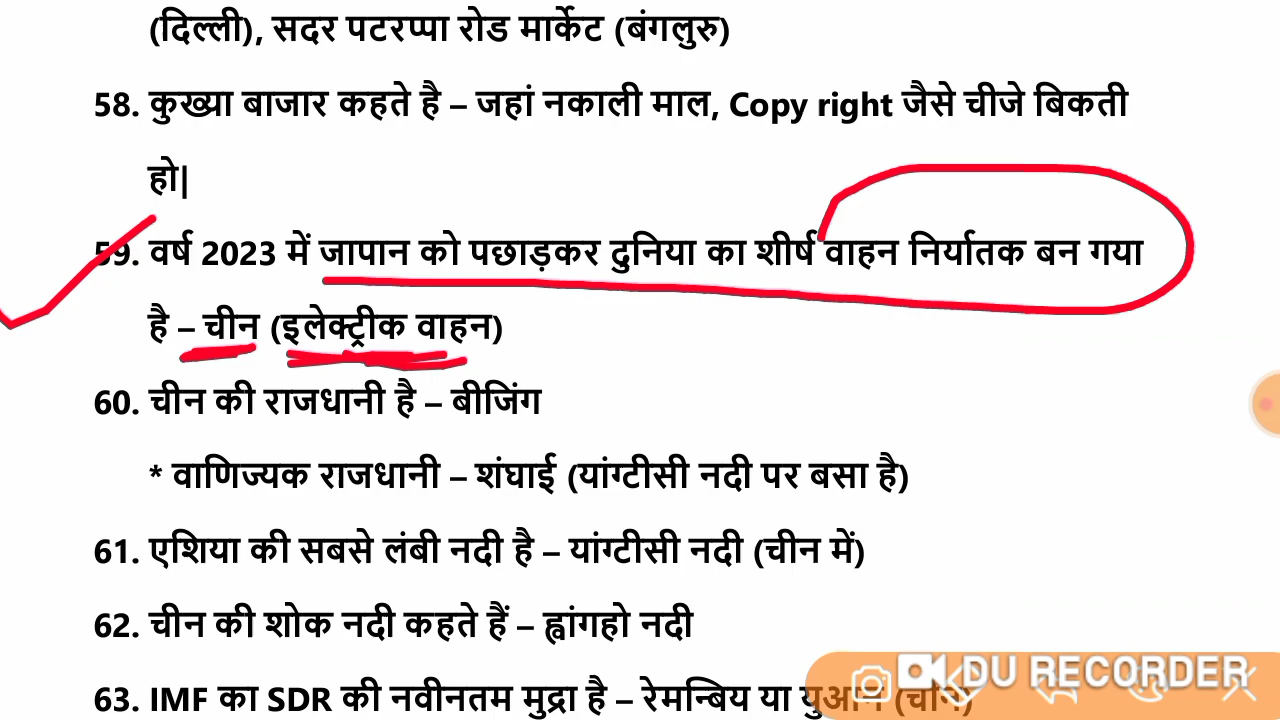 (दिल्ली), सदर पटरप्पा रोड मार्केट (बंगलुरु)
58. कुख्या बाजार कहते है – जहां नकाली माल, Copy right जैसे चीजे बिकती
हो|
59. वर्ष 2023 में जापान को पछाड़कर दुनिया का शीर्ष वाहन निर्यातक बन गया
है – चीन (इलेक्ट्रीक वाहन)
60. चीन की राजधानी है – बीजिंग
* वाणिज्यक राजधानी – शंघाई (यांग्टीसी नदी पर बसा है)
61. एशिया की सबसे लंबी नदी है – यांग्टीसी नदी (चीन में)
62. चीन की शोक नदी कहते हैं – ह्वांगहो नदी
63. IMF का SDR की नवीनतम मुद्रा है – रेमन्बिय या युआन (चीन)
DU RECORDER